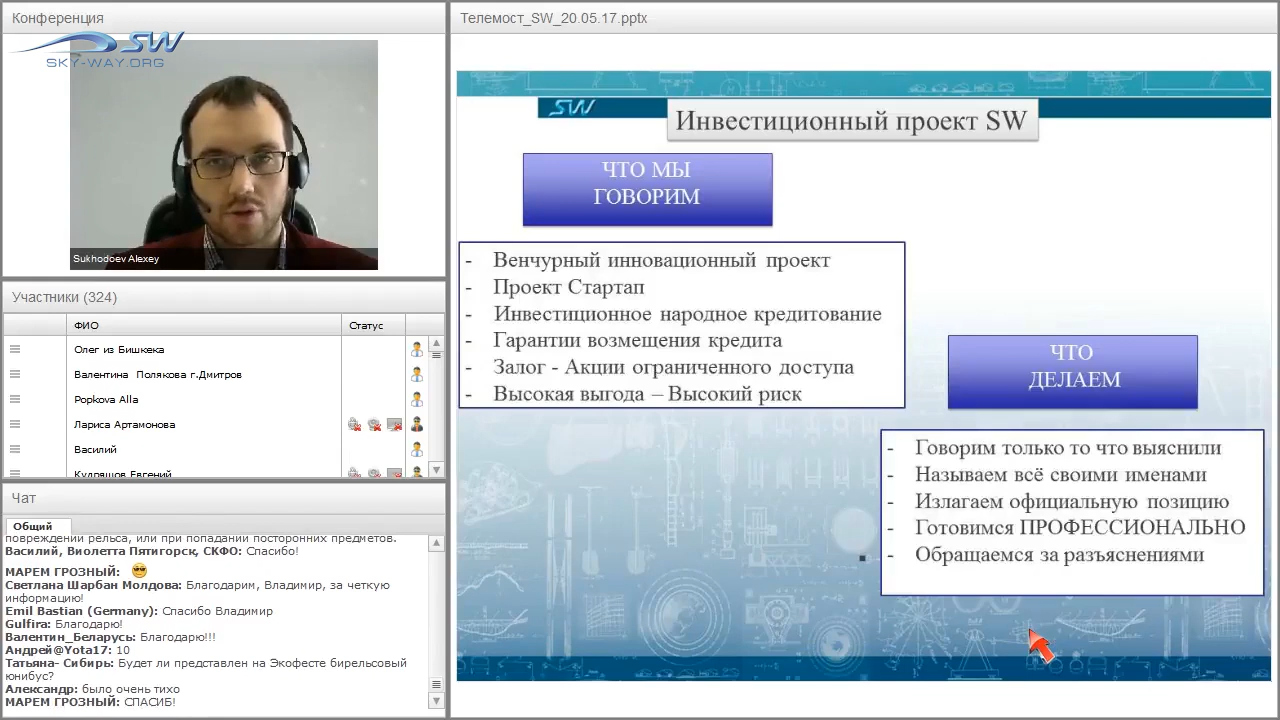 Конференция
SW
SKY-WAY.ORG
Sukhodoev Alexey
Участники (324)
ФИО
Статус
Олег из Бишкека
Валентина Полякова г.Дмитров
Popkova Alla
Лариса Артамонова
Василий
Кудряшов Евгений
Чат
Общий
повреждений рельса, или при попадании посторонних предметов.
Василий, Виолетта Пятигорск, СКФО: Спасибо!
МАРЕМ ГРОЗНЫЙ:
Светлана Шарбан Молдова: Благодарим, Владимир, за четкую
информацию!
Emil Bastian (Germany): Спасибо Владимир
Gulfira: Благодарю!
Валентин_Беларусь: Благодарю!!!
Андрей@Yota17: 10
Татьяна- Сибирь: Будет ли представлен на Экофесте бирельсовый
юнибус?
Александр: было очень тихо
МАРЕМ ГРОЗНЫЙ: СПАСИБ!
Телемост_SW_20.05.17.pptx
SW
Инвестиционный проект SW
ЧТО МЫ
ГОВОРИМ
- Венчурный инновационный проект
- Проект Стартап
- Инвестиционное народное кредитование
- Гарантии возмещения кредита
- Залог - Акции ограниченного доступа
- Высокая выгода – Высокий риск
ЧТО
ДЕЛАЕМ
- Говорим только то что выяснили
- Называем всё своими именами
- Излагаем официальную позицию
- Готовимся ПРОФЕССИОНАЛЬНО
- Обращаемся за разъяснениями